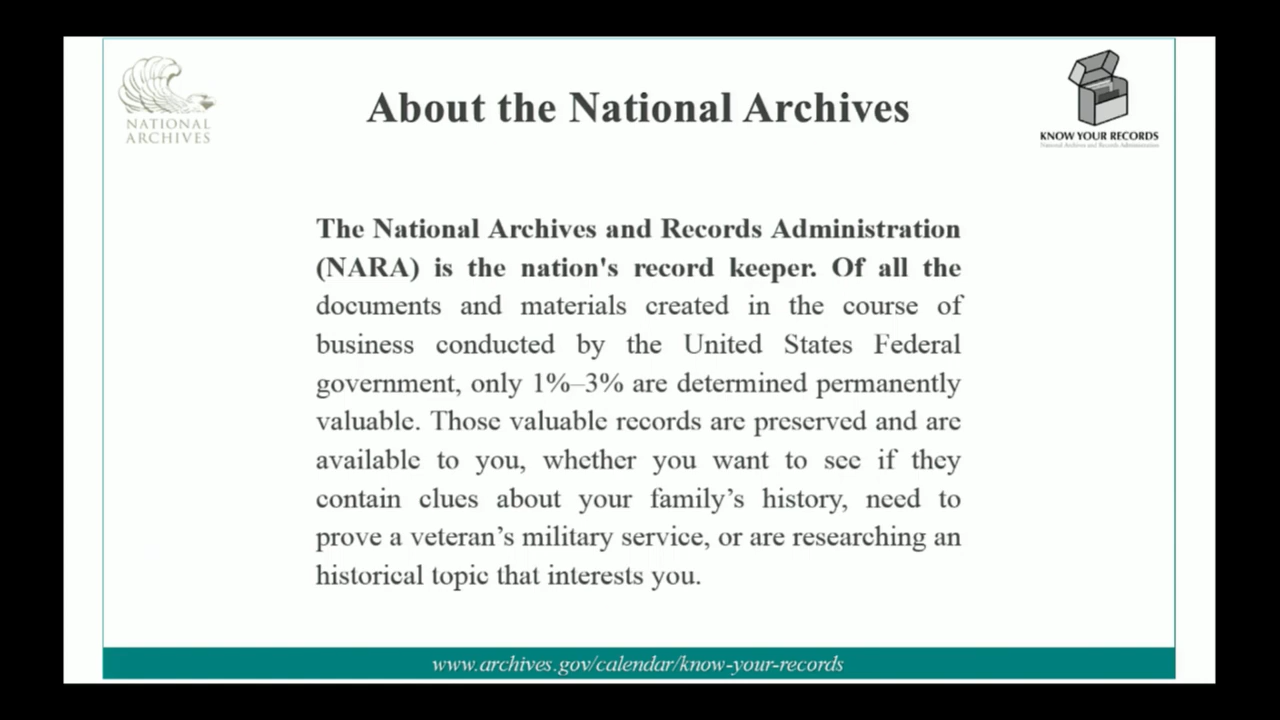 NATIONAL
ARCHIVES
About the National Archives
KNOW YOUR RECORDS
National Archives and Records Administration
The National Archives and Records Administration
(NARA) is the nation's record keeper. Of all the
documents and materials created in the course of
business conducted by the United States Federal
government, only 1%–3% are determined permanently
valuable. Those valuable records are preserved and are
available to you, whether you want to see if they
contain clues about your family’s history, need to
prove a veteran’s military service, or are researching an
historical topic that interests you.
www.archives.gov/calendar/know-your-records